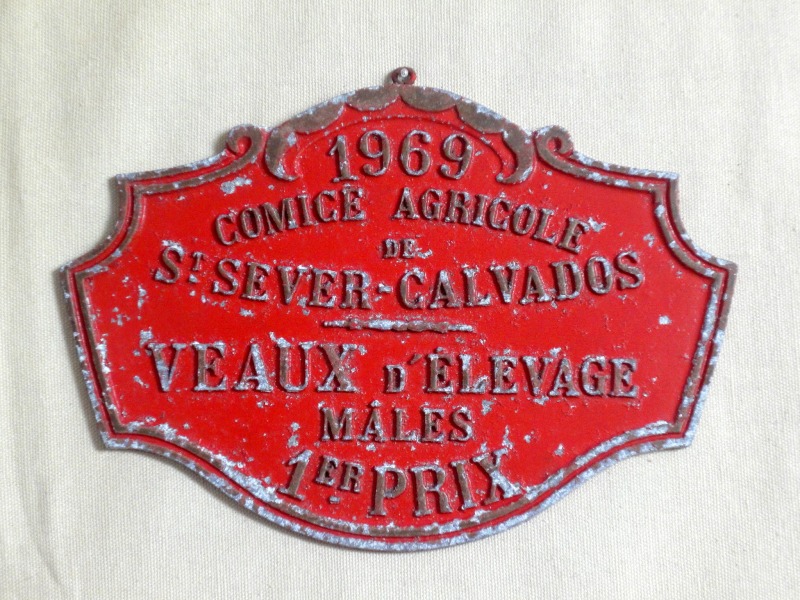 1969
COMICE AGRICOLE
DE
ST SEVER-CALVADOS
VEAUX D'ÉLEVAGE
MÂLES
1ER PRIX